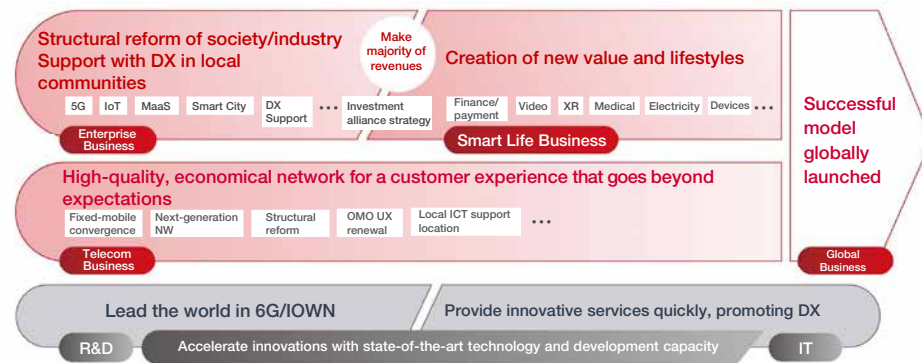 Structural reform of society/industry
Support with DX in local
communities
5G
IoT
MaaS
Smart City
DX
Support
•••
Investment
alliance strategy
Enterprise
Business
Make
majority of
revenues
Creation of new value and lifestyles
Finance/
payment
Video
XR
Medical
Electricity
Devices
•••
Smart Life Business
High-quality, economical network for a customer experience that goes beyond
expectations
Fixed-mobile
convergence
Next-generation
NW
Structural
reform
OMO UX
renewal
Local ICT support
location
•••
Telecom
Business
Successful
model
globally
launched
Global
Business
Lead the world in 6G/IOWN
Provide innovative services quickly, promoting DX
R&D
Accelerate innovations with state-of-the-art technology and development capacity
IT